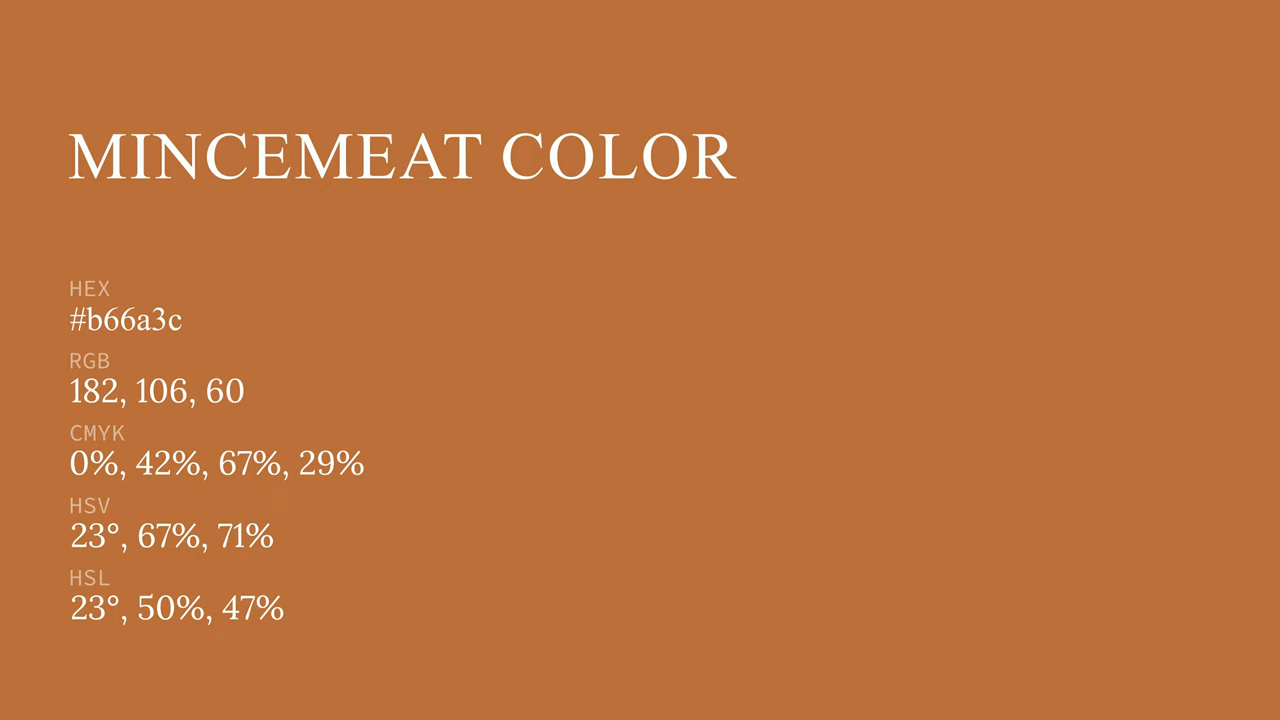 MINCEMEAT COLOR
HEX
#b66a3c
RGB
182, 106, 60
CMYK
0%, 42%, 67%, 29%
HSV
23°, 67%, 71%
HSL
23°, 50%, 47%